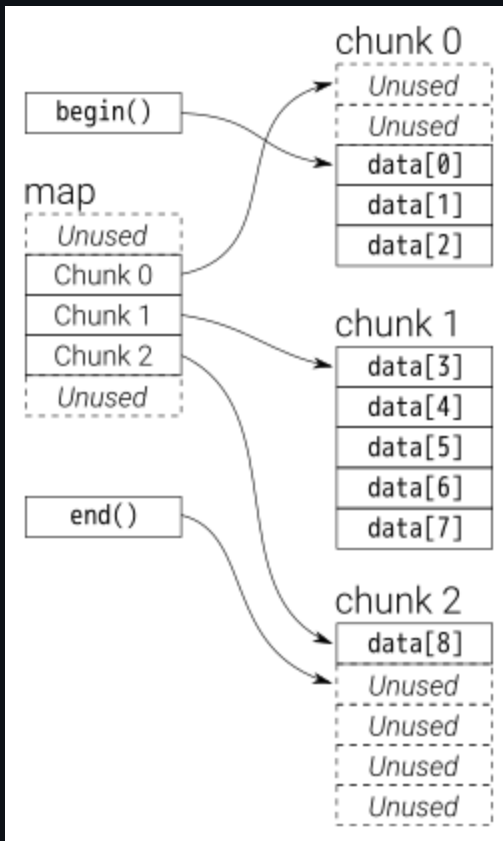 chunk 0
Unused
Unused
data[0]
data[1]
data[2]
begin()
map
Unused
Chunk 0
Chunk 1
Chunk 2
Unused
chunk 1
data[3]
data[4]
data[5]
data[6]
data[7]
end()
chunk 2
data[8]
Unused
Unused
Unused
Unused